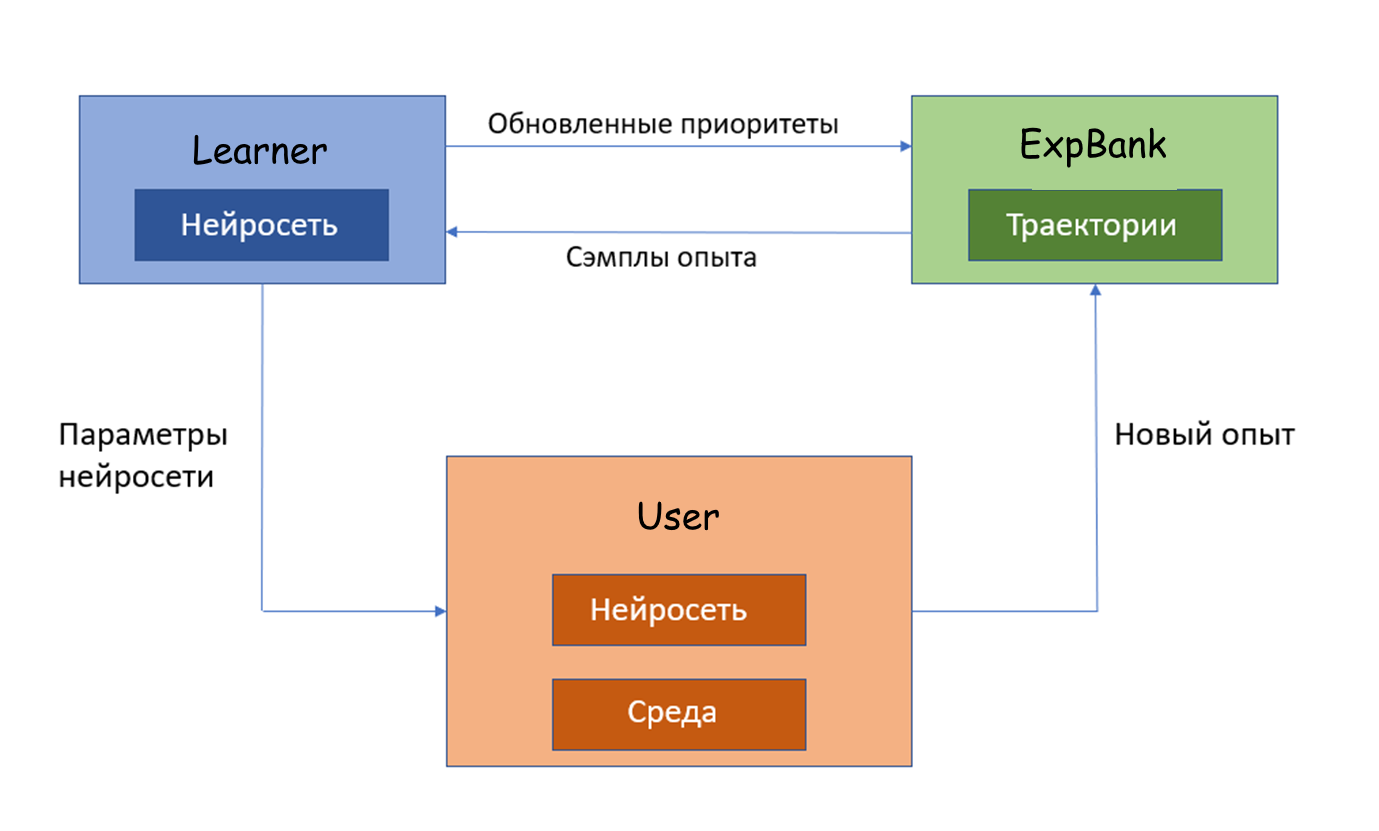 Learner
Нейросеть
Обновленные приоритеты
Сэмплы опыта
ExpBank
Траектории
Параметры
нейросети
Новый опыт
User
Нейросеть
Среда